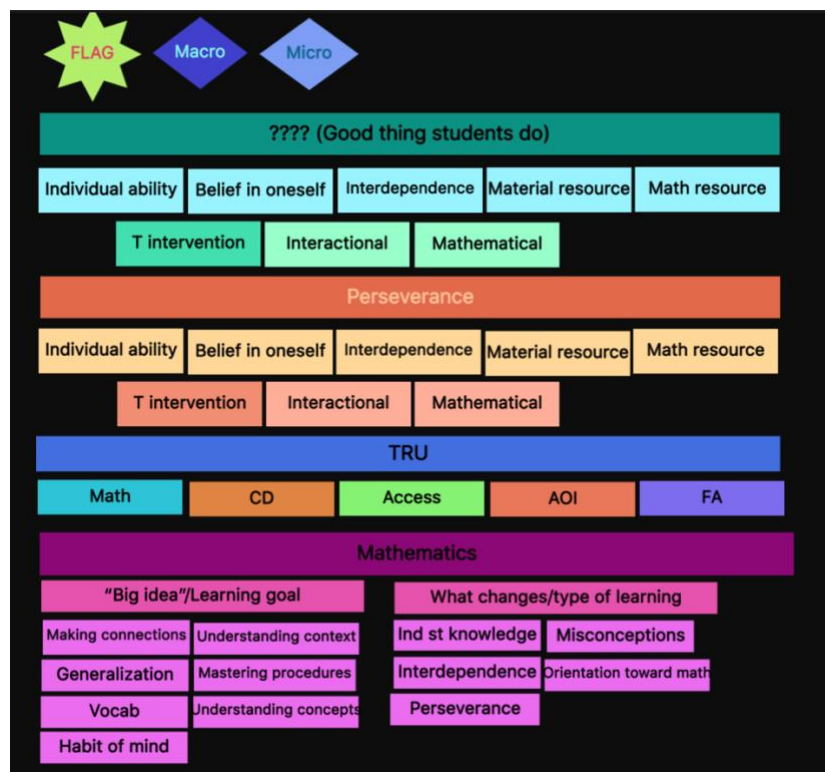 FLAG Macro Micro
???? (Good thing students do)
Individual ability Belief in oneself Interdependence Material resource Math resource
T intervention Interactional Mathematical
Perseverance
Individual ability Belief in oneself Interdependence Material resource Math resource
T intervention Interactional Mathematical
TRU
Math CD Access AOI FA
Mathematics
“Big idea”/Learning goal What changes/type of learning
Making connections Understanding context Ind st knowledge Misconceptions
Generalization Mastering procedures Interdependence Orientation toward math
Vocab Understanding concepts Perseverance
Habit of mind